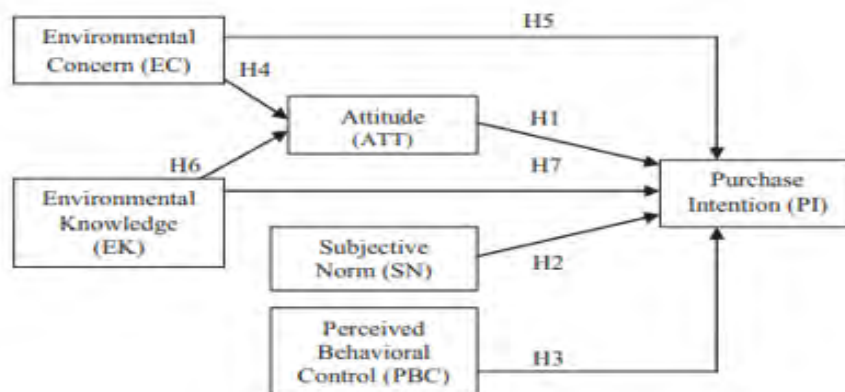 H5
Environmental
Concern (EC)
H4
Attitude
(ATT)
H1
H6
H7
Purchase
Intention (PI)
Environmental
Knowledge
(EK)
Subjective
Norm (SN)
H2
Perceived
Behavioral
Control (PBC)
H3